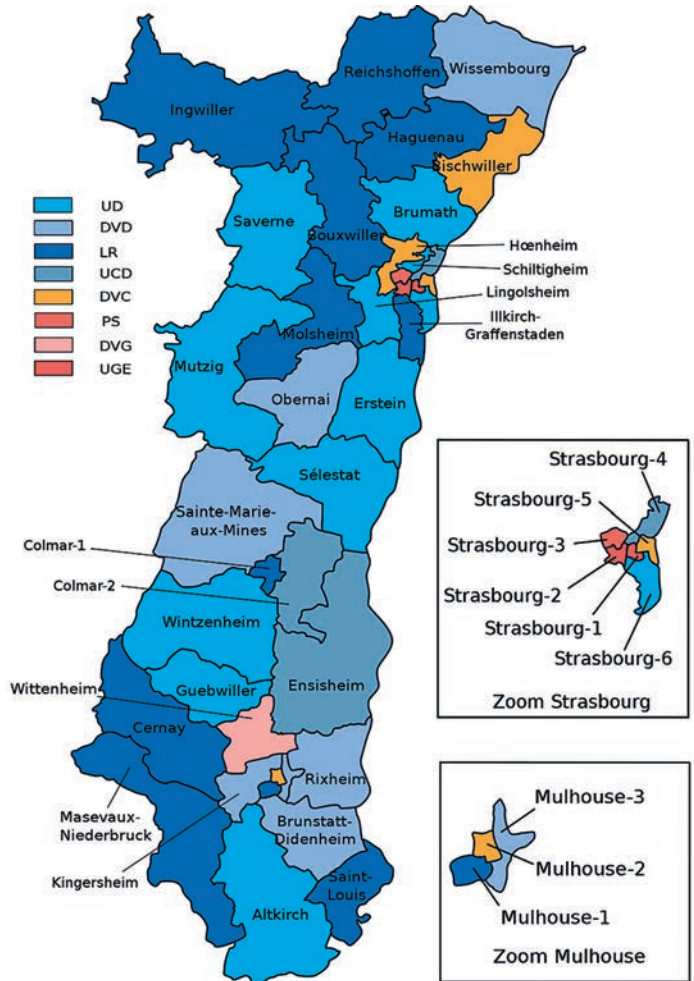 Reichshoffen
Wissembourg
Ingwiller
Haguenau
Bischwiller
UD
DVD
LR
UCD
DVC
PS
DVG
UGE
Saverne
Brumath
Bouxwiller
Hœnheim
Schiltigheim
Lingolsheim
Illkirch-
Graffenstaden
Molsheim
Mutzig
Obernai
Erstein
Sélestat
Sainte-Marie-
aux-Mines
Colmar-1
Colmar-2
Wintzenheim
Wittenheim
Guebwiller
Ensisheim
Cernay
Rixheim
Masevaux-
Niederbruck
Brunstatt-
Didenheim
Kingersheim
Saint-
Louis
Altkirch
Strasbourg-4
Strasbourg-5
Strasbourg-3
Strasbourg-2
Strasbourg-1
Strasbourg-6
Zoom Strasbourg
Mulhouse-3
Mulhouse-2
Mulhouse-1
Zoom Mulhouse